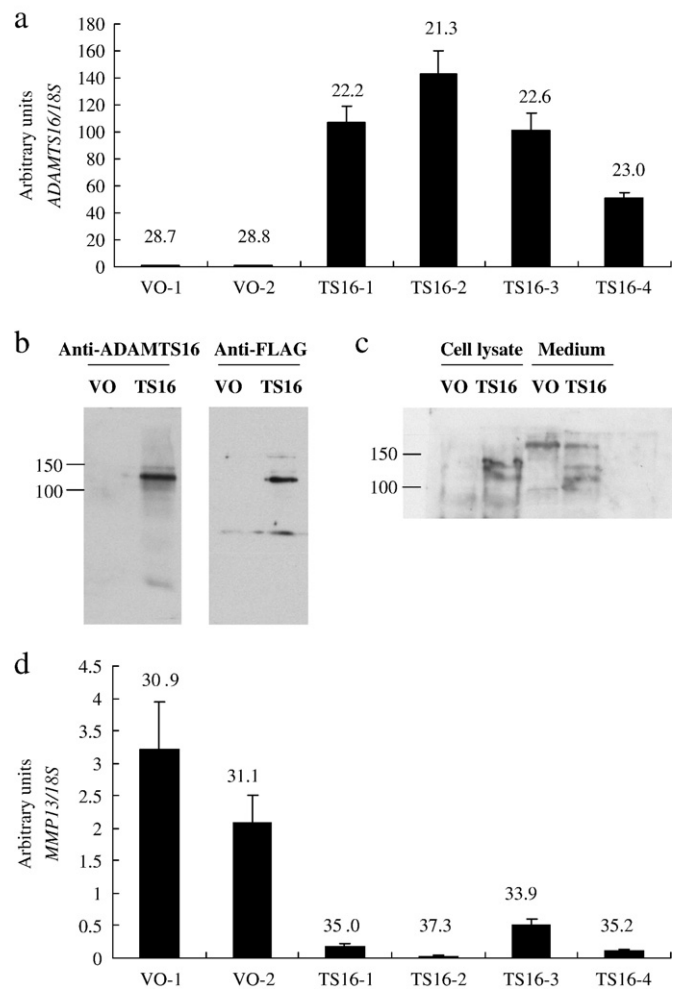 a
Arbitrary units
ADAMTS16/18S
180
160
140
120
100
80
60
40
20
0
28.7
28.8
22.2
21.3
22.6
23.0
VO-1
VO-2
TS16-1
TS16-2
TS16-3
TS16-4
b
Anti-ADAMTS16
Anti-FLAG
VO TS16
VO TS16
150
100
c
Cell lysate
Medium
VO TS16 VO TS16
150
100
d
Arbitrary units
MMP13/18S
4.5
4
3.5
3
2.5
2
1.5
1
0.5
0
30.9
31.1
35.0
37.3
33.9
35.2
VO-1
VO-2
TS16-1
TS16-2
TS16-3
TS16-4